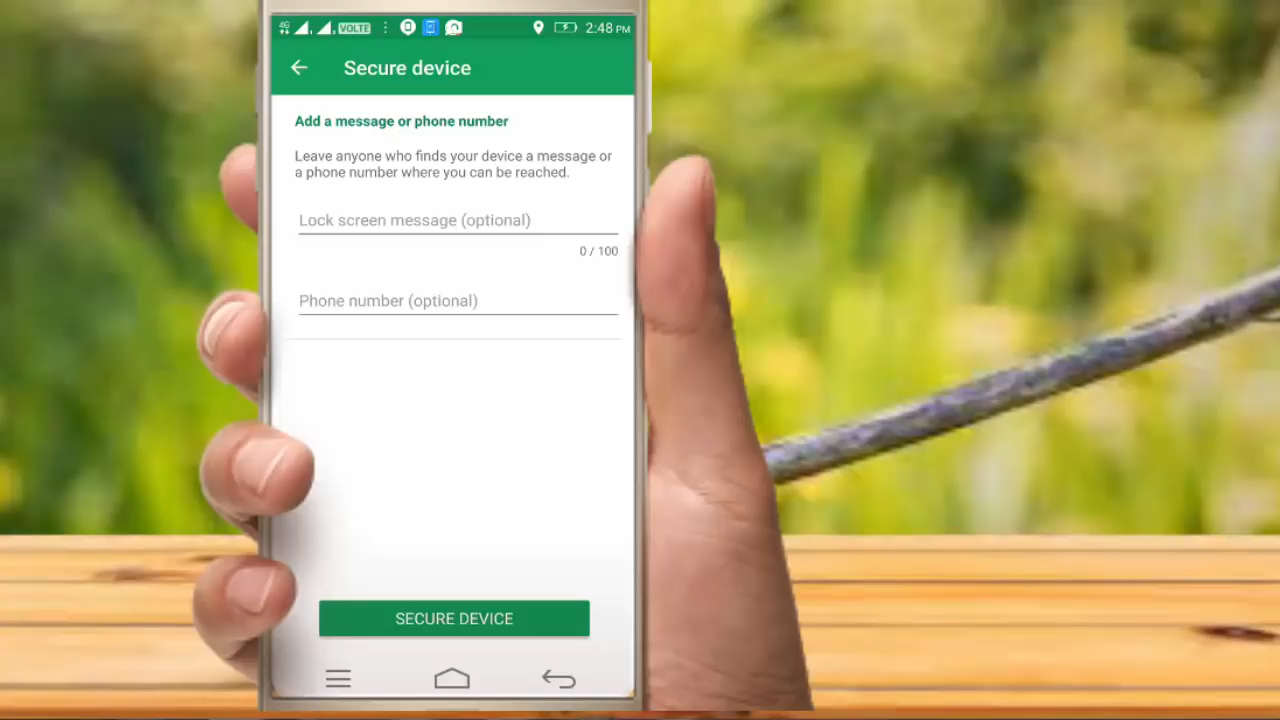 4G VOLTE 2:48 PM
Secure device
Add a message or phone number
Leave anyone who finds your device a message or
a phone number where you can be reached.
Lock screen message (optional)
0 / 100
Phone number (optional)
SECURE DEVICE